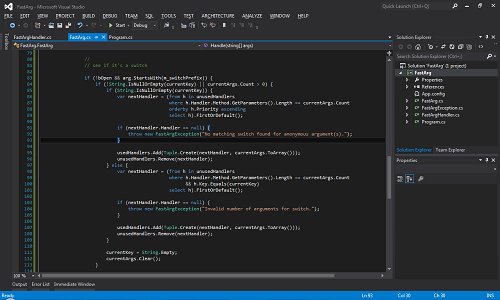 FastArg - Microsoft Visual Studio
Quick Launch (Ctrl+Q)
FILE EDIT VIEW PROJECT BUILD DEBUG TEAM SQL TOOLS TEST ARCHITECTURE ANALYZE WINDOW HELP
Start Debug
FastArgHandler.cs FastArg.cs Program.cs
FastArg.FastArg Handle(string[] args)
//
// see if it's a switch
//
if (!bOpen && arg.StartsWith(m_switchPrefix)) {
if (!String.IsNullOrEmpty(currentKey) || currentArgs.Count > 0) {
if (String.IsNullOrEmpty(currentKey)) {
var nextHandler = (from h in unusedHandlers
where h.Handler.Method.GetParameters().Length == currentArgs.Count
orderby h.Priority ascending
select h).FirstOrDefault();
if (nextHandler.Handler == null) {
throw new FastArgException("No matching switch found for anonymous argument(s).");
}
usedHandlers.Add(Tuple.Create(nextHandler, currentArgs.ToArray()));
unusedHandlers.Remove(nextHandler);
} else {
var nextHandler = (from h in unusedHandlers
where h.Handler.Method.GetParameters().Length == currentArgs.Count
&& h.Key.Equals(currentKey)
select h).FirstOrDefault();
if (nextHandler.Handler == null) {
throw new FastArgException("Invalid number of arguments for switch.");
}
usedHandlers.Add(Tuple.Create(nextHandler, currentArgs.ToArray()));
unusedHandlers.Remove(nextHandler);
}
currentKey = String.Empty;
currentArgs.Clear();
}
100 %
Solution Explorer
Solution 'FastArg' (1 project)
FastArg
Properties
References
App.config
FastArg.cs
FastArgException.cs
FastArgHandler.cs
Program.cs
Solution Explorer Team Explorer
Properties
Output Error List Immediate Window
Ready Ln 93 Col 30 Ch 30 INS